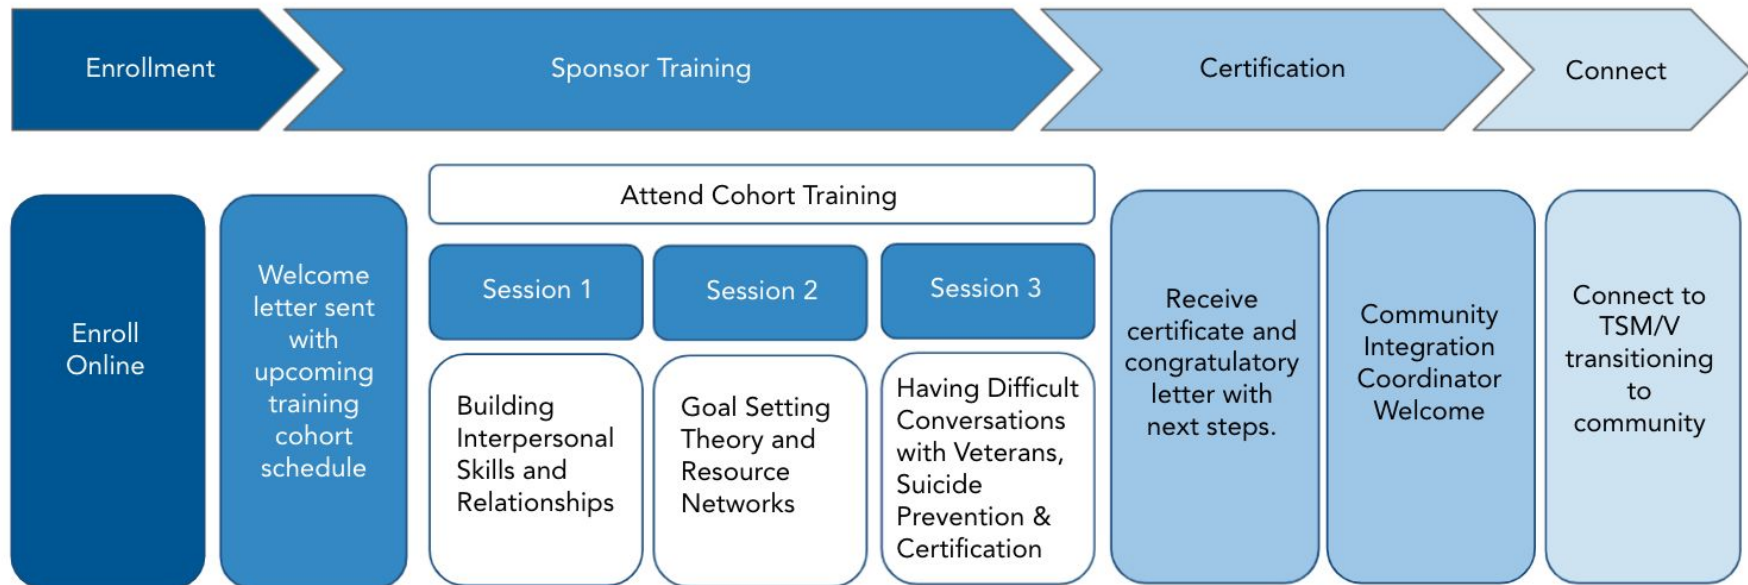 Enrollment
Sponsor Training
Certification
Connect
Enroll
Online
Welcome
letter sent
with
upcoming
training
cohort
schedule
Attend Cohort Training
Session 1
Building
Interpersonal
Skills and
Relationships
Session 2
Goal Setting
Theory and
Resource
Networks
Session 3
Having Difficult
Conversations
with Veterans,
Suicide
Prevention &
Certification
Receive
certificate and
congratulatory
letter with
next steps.
Community
Integration
Coordinator
Welcome
Connect to
TSM/V
transitioning
to
community